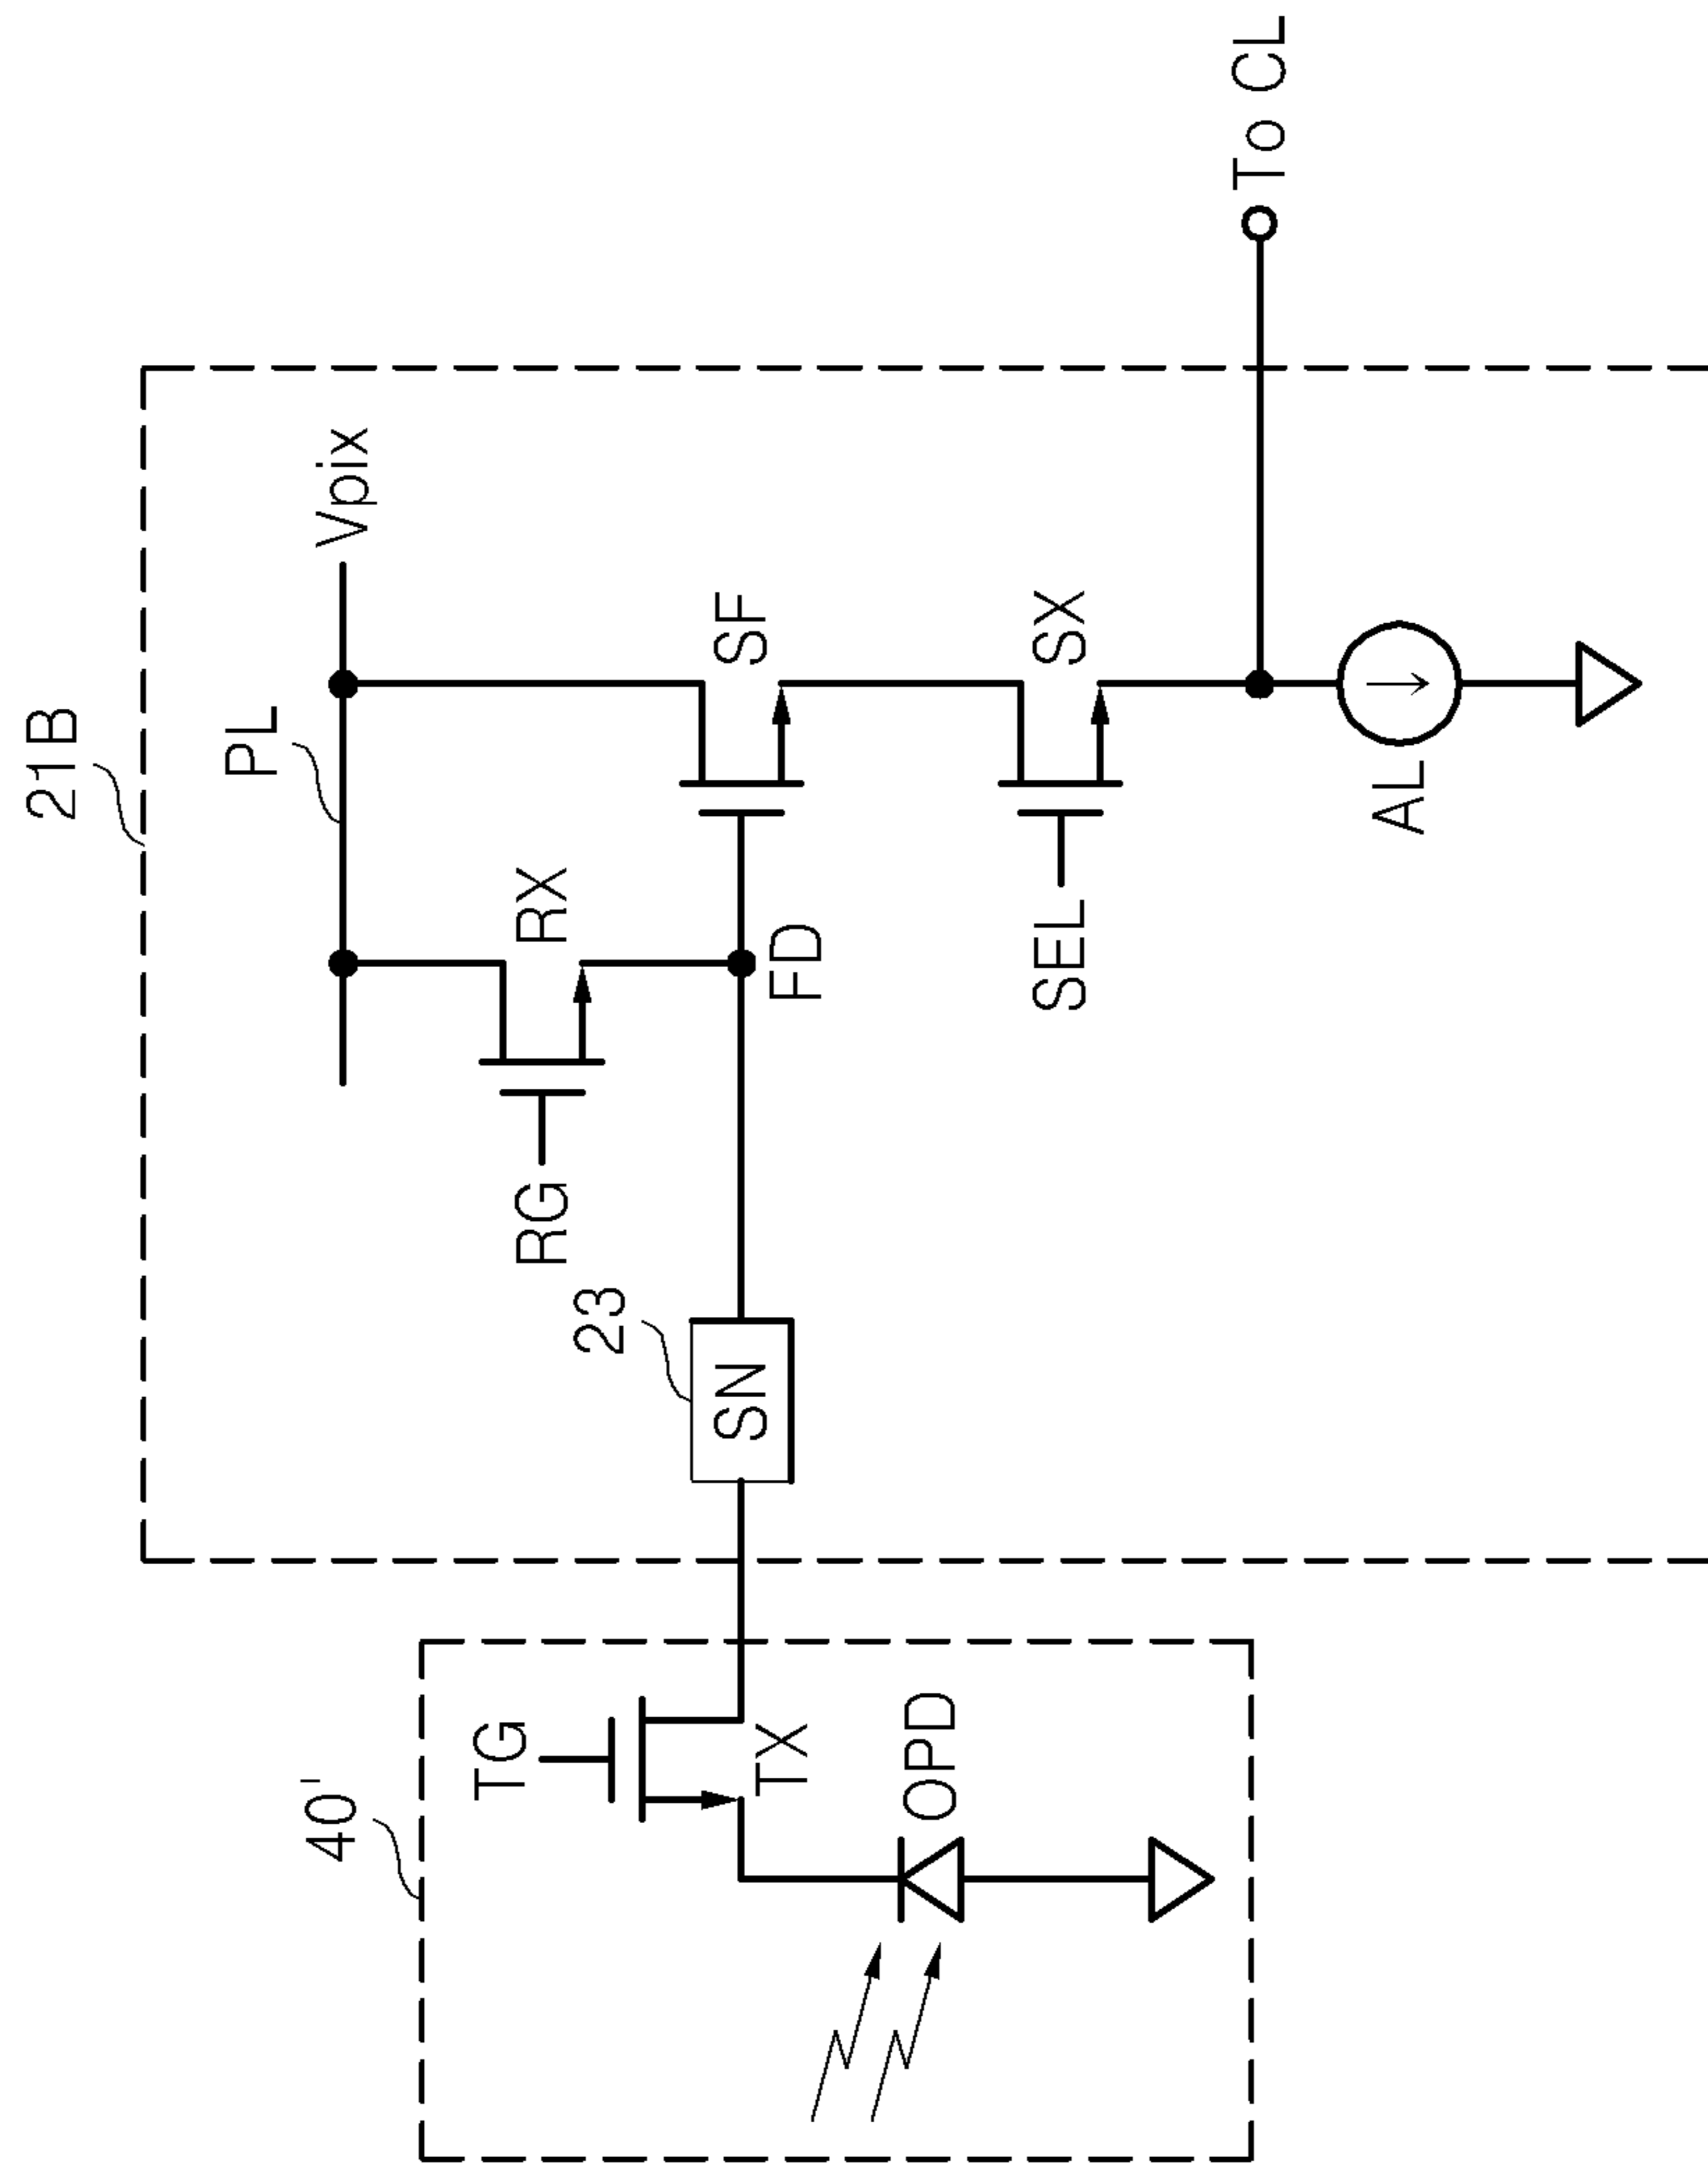 21B
PL
Vpix
RX
RG
SF
FD
SX
SEL
23
SN
AL
To CL
40'
TG
TX
OPD